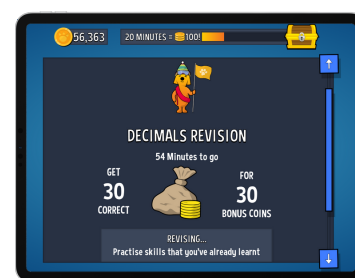 56,363
20 MINUTES = 100!
DECIMALS REVISION
54 Minutes to go
GET
30
CORRECT
FOR
30
BONUS COINS
REVISING...
Practise skills that you've already learnt